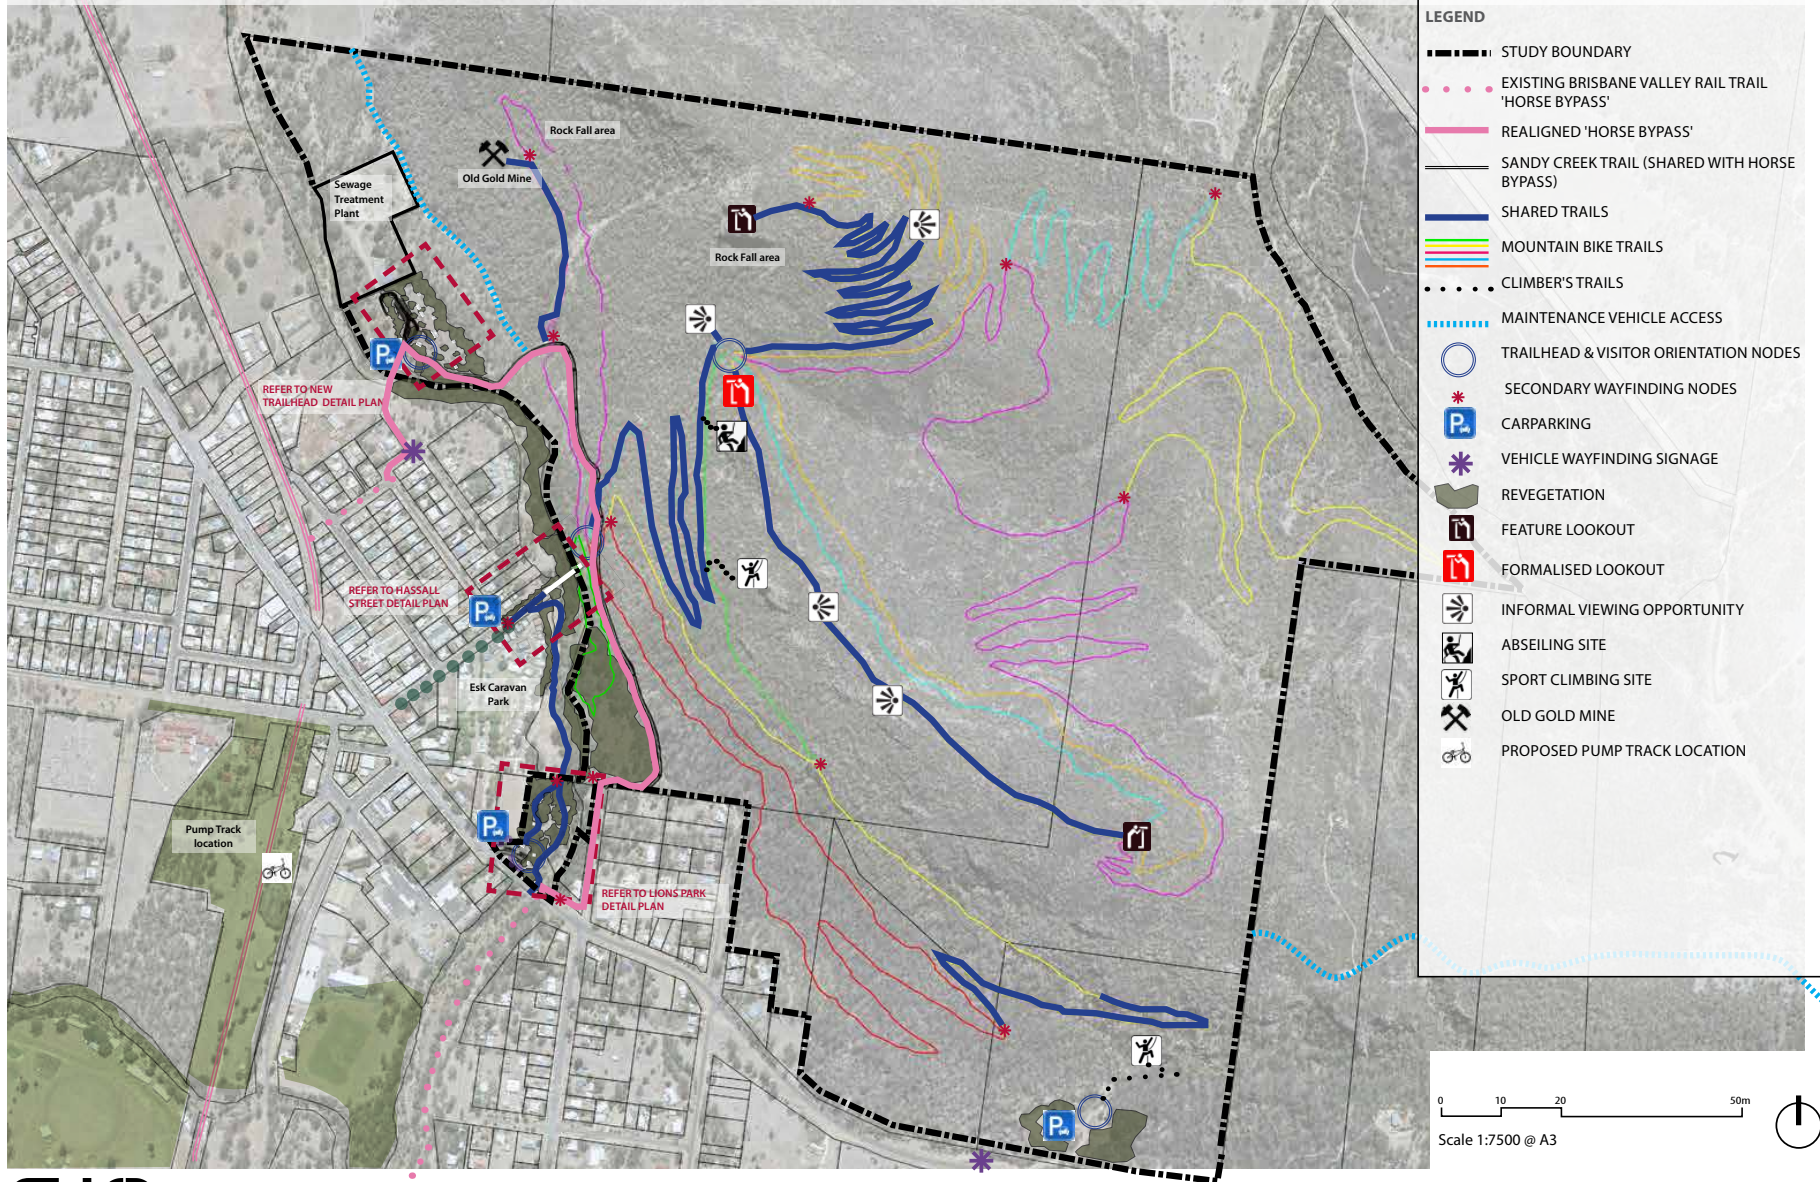 LEGEND
STUDY BOUNDARY
EXISTING BRISBANE VALLEY RAIL TRAIL
'HORSE BYPASS'
REALIGNED 'HORSE BYPASS'
SANDY CREEK TRAIL (SHARED WITH HORSE
BYPASS)
SHARED TRAILS
MOUNTAIN BIKE TRAILS
CLIMBER'S TRAILS
MAINTENANCE VEHICLE ACCESS
TRAILHEAD & VISITOR ORIENTATION NODES
SECONDARY WAYFINDING NODES
P
CARPARKING
VEHICLE WAYFINDING SIGNAGE
REVEGETATION
FEATURE LOOKOUT
FORMALISED LOOKOUT
INFORMAL VIEWING OPPORTUNITY
ABSEILING SITE
SPORT CLIMBING SITE
OLD GOLD MINE
PROPOSED PUMP TRACK LOCATION
Rock Fall area
Old Gold Mine
Sewage
Treatment
Plant
Rock Fall area
P
REFER TO NEW
TRAILHEAD DETAIL PLAN
REFER TO HASSALL
STREET DETAIL PLAN
P
Esk Caravan
Park
Pump Track
location
P
REFER TO LIONS PARK
DETAIL PLAN
P
0 10 20 50m
Scale 1:7500 @ A3